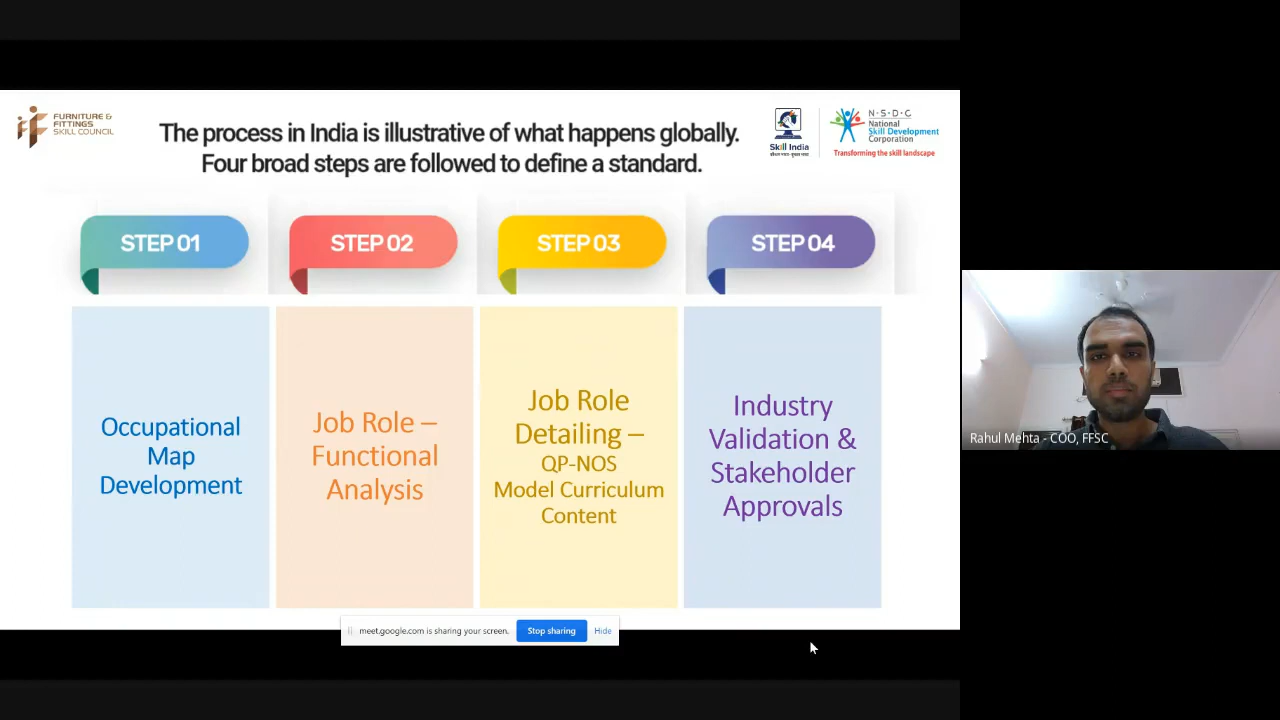 FURNITURE &
FITTINGS
SKILL COUNCIL
The process in India is illustrative of what happens globally.
Four broad steps are followed to define a standard.
Skill India
N·S·D·C
National
Skill Development
Corporation
Transforming the skill landscape
STEP 01
STEP 02
STEP 03
STEP 04
Occupational
Map
Development
Job Role –
Functional
Analysis
Job Role
Detailing –
QP-NOS
Model Curriculum
Content
Industry
Validation &
Stakeholder
Approvals
Rahul Mehta - COO, FFSC
meet.google.com is sharing your screen.
Stop sharing
Hide